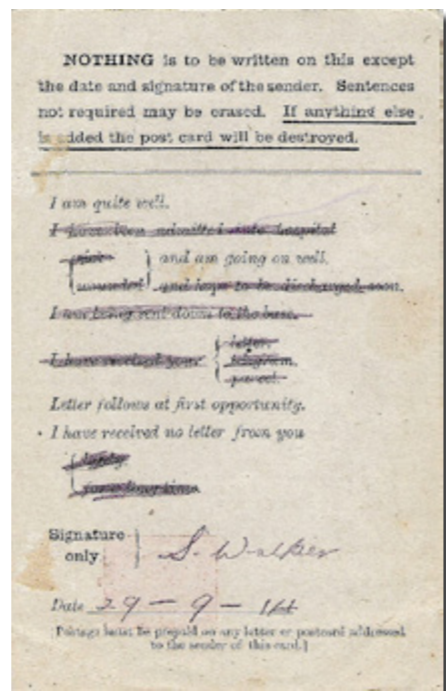 NOTHING is to be written on this except
the date and signature of the sender. Sentences
not required may be erased. If anything else
is added the post card will be destroyed.
I am quite well.
I have been admitted into hospital
sick } and am going on well.
wounded } and hope to be discharged soon.
I am being sent down to the base.
letter.
I have received your { telegram.
parcel.
Letter follows at first opportunity.
I have received no letter from you
lately
for a long time.
Signature
only
S. Walker
Date 29 - 9 - 14
[Postage must be prepaid on any letter or postcard addressed
to the sender of this card.]